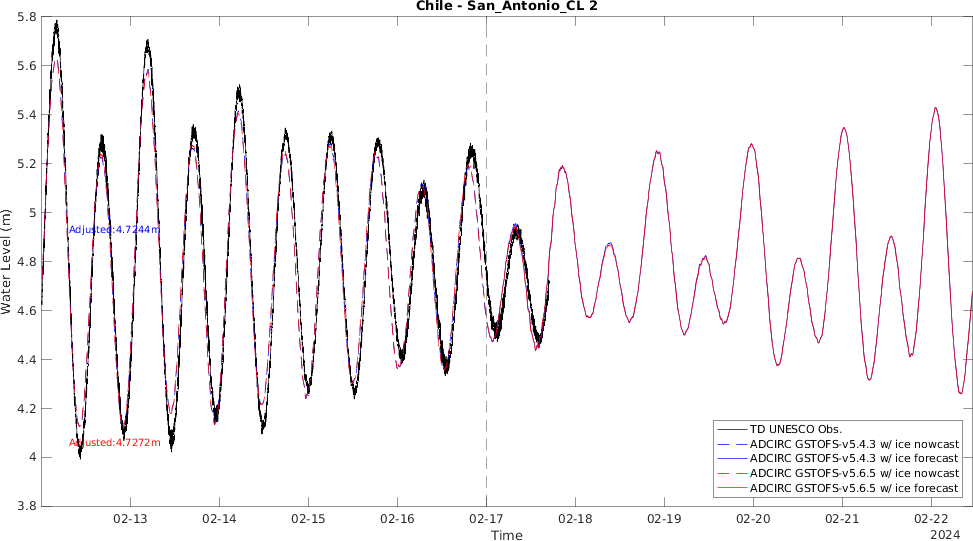 Chile - San_Antonio_CL 2
5.8
5.6
5.4
5.2
5
4.8
4.6
4.4
4.2
4
3.8
Water Level (m)
Adjusted:4.7244m
Adjusted:4.7272m
TD UNESCO Obs.
ADCIRC GSTOFS-v5.4.3 w/ ice nowcast
ADCIRC GSTOFS-v5.4.3 w/ ice forecast
ADCIRC GSTOFS-v5.6.5 w/ ice nowcast
ADCIRC GSTOFS-v5.6.5 w/ ice forecast
02-13 02-14 02-15 02-16 02-17 02-18 02-19 02-20 02-21 02-22
Time
2024